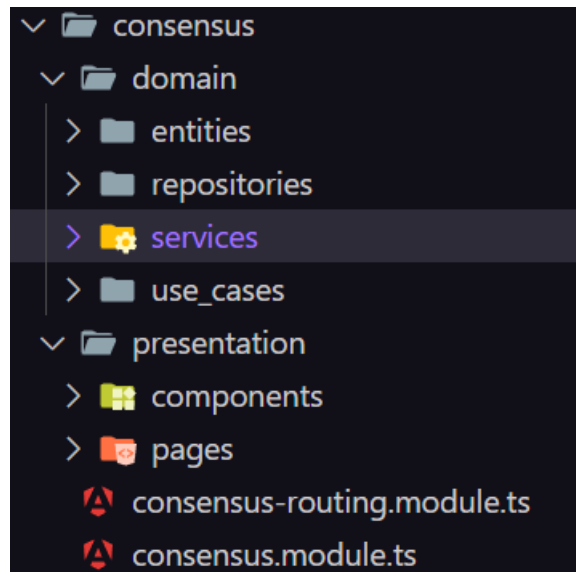 consensus
domain
entities
repositories
services
use_cases
presentation
components
pages
consensus-routing.module.ts
consensus.module.ts